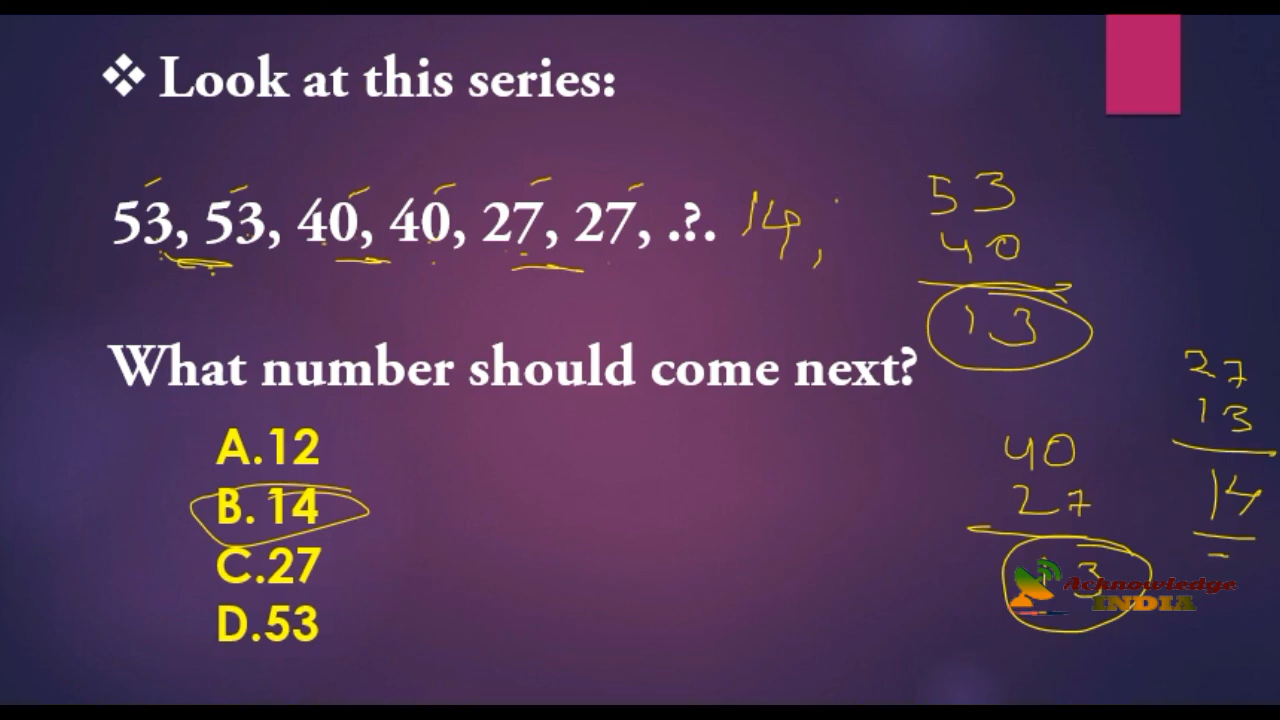 ❖ Look at this series:
53, 53, 40, 40, 27, 27, .?. 14,
What number should come next?
A.12
B. 14
C.27
D.53
53
40
13
40
27
13
27
13
14
Acknowledge
INDIA